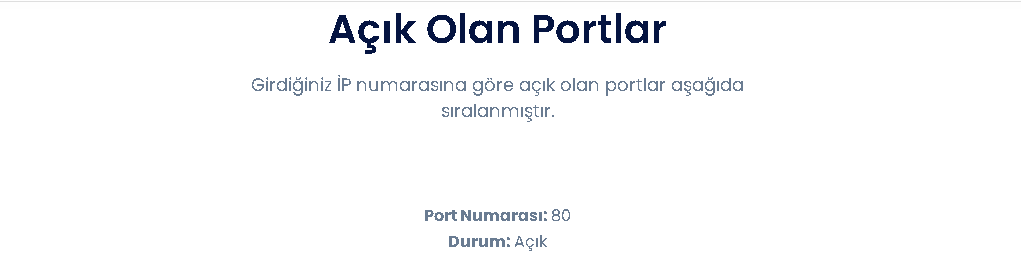 Açık Olan Portlar
Girdiğiniz İP numarasına göre açık olan portlar aşağıda
sıralanmıştır.
Port Numarası: 80
Durum: Açık